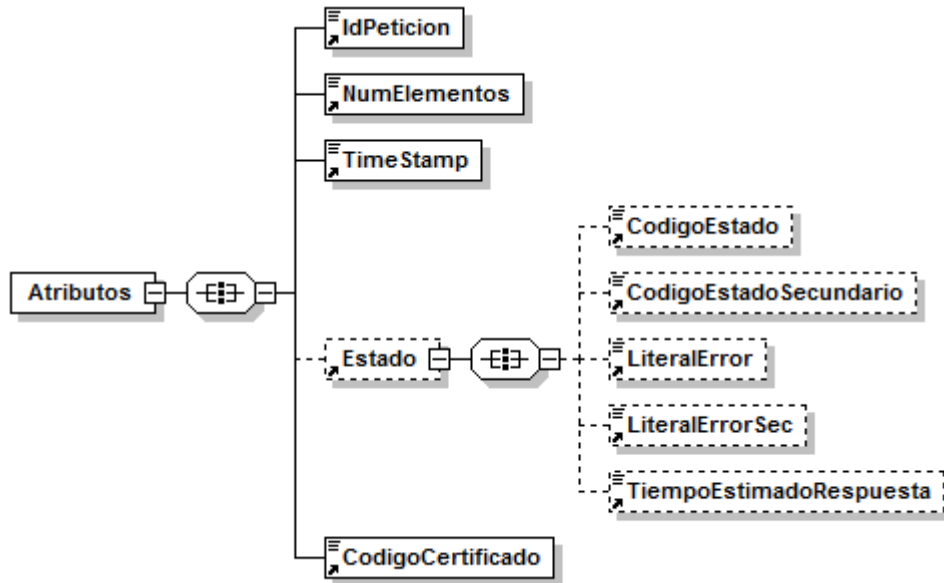 IdPeticion
NumElementos
TimeStamp
Atributos
Estado
CodigoEstado
CodigoEstadoSecundario
LiteralError
LiteralErrorSec
TiempoEstimadoRespuesta
CodigoCertificado